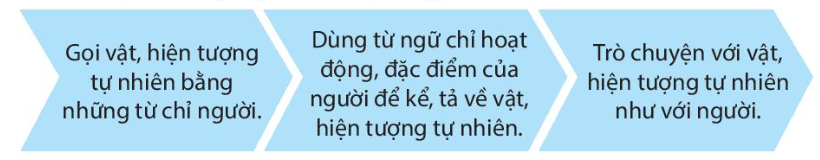 Gọi vật, hiện tượng
tự nhiên bằng
những từ chỉ người.
Dùng từ ngữ chỉ hoạt
động, đặc điểm của
người để kể, tả về vật,
hiện tượng tự nhiên.
Trò chuyện với vật,
hiện tượng tự nhiên
như với người.